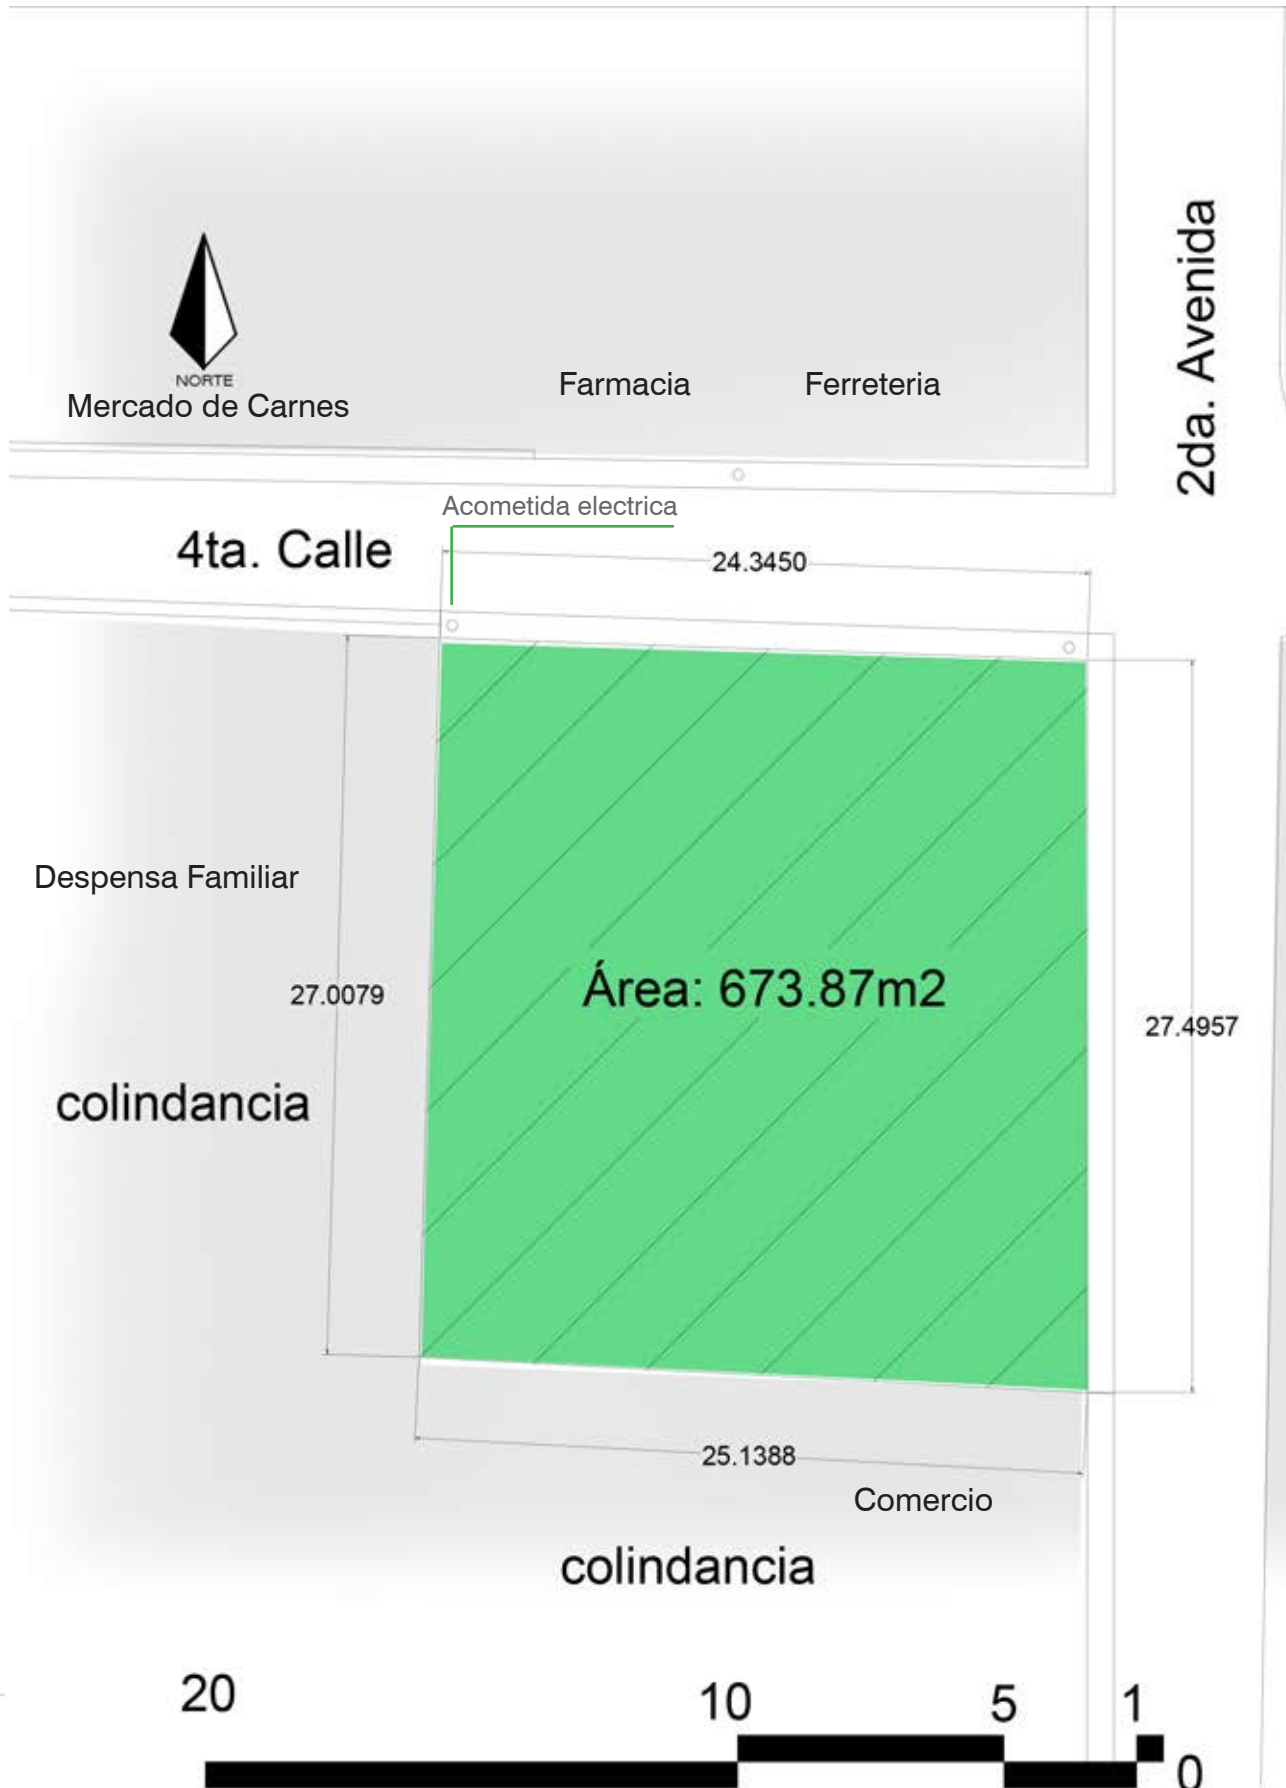 2da. Avenida
NORTE
Mercado de Carnes
Farmacia
Ferreteria
Acometida electrica
4ta. Calle
24.3450
Despensa Familiar
27.0079
Área: 673.87m2
27.4957
colindancia
25.1388
Comercio
colindancia
20
10
5
1
0